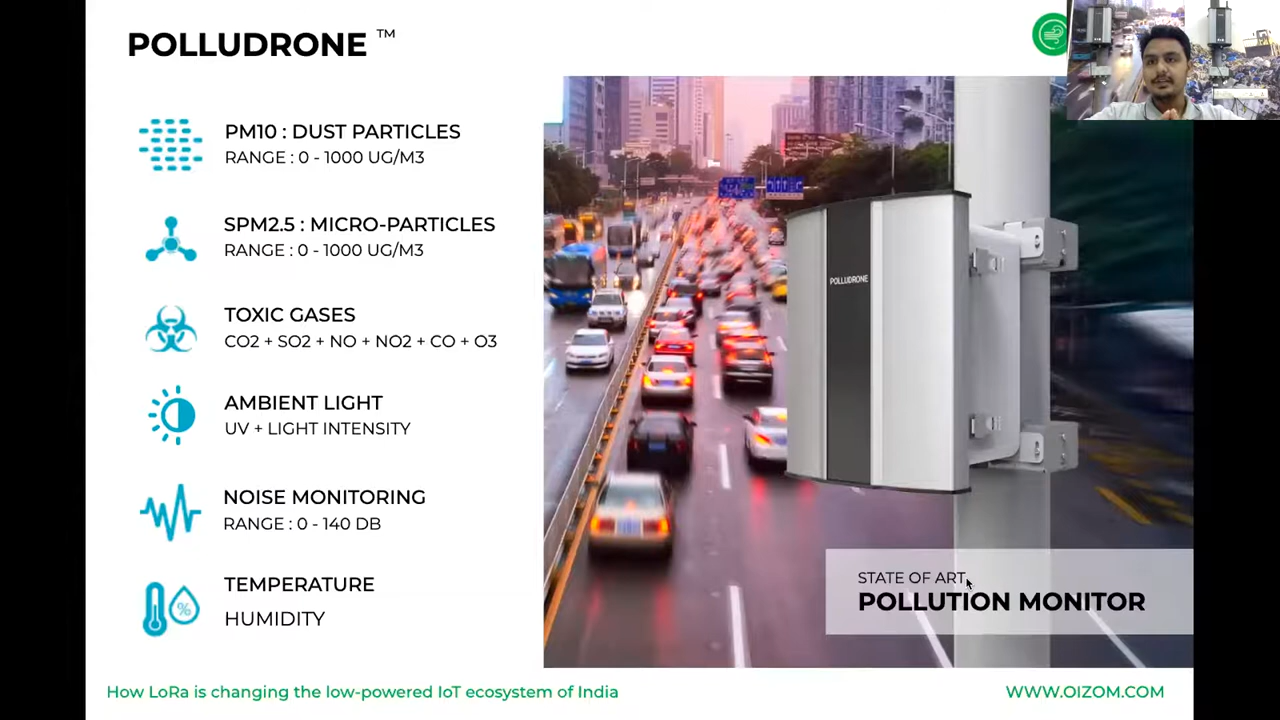 POLLUDRONE ™
PM10 : DUST PARTICLES
RANGE : 0 - 1000 UG/M3
SPM2.5 : MICRO-PARTICLES
RANGE : 0 - 1000 UG/M3
TOXIC GASES
CO2 + SO2 + NO + NO2 + CO + O3
AMBIENT LIGHT
UV + LIGHT INTENSITY
NOISE MONITORING
RANGE : 0 - 140 DB
TEMPERATURE
%
HUMIDITY
POLLUDRONE
STATE OF ART
POLLUTION MONITOR
How LoRa is changing the low-powered IoT ecosystem of India
WWW.OIZOM.COM